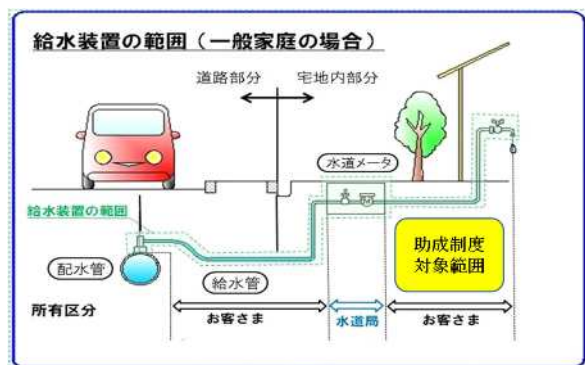 給水装置の範囲（一般家庭の場合）
道路部分
宅地内部分
水道メータ
給水装置の範囲
配水管
給水管
助成制度
対象範囲
所有区分
お客さま
水道局
お客さま